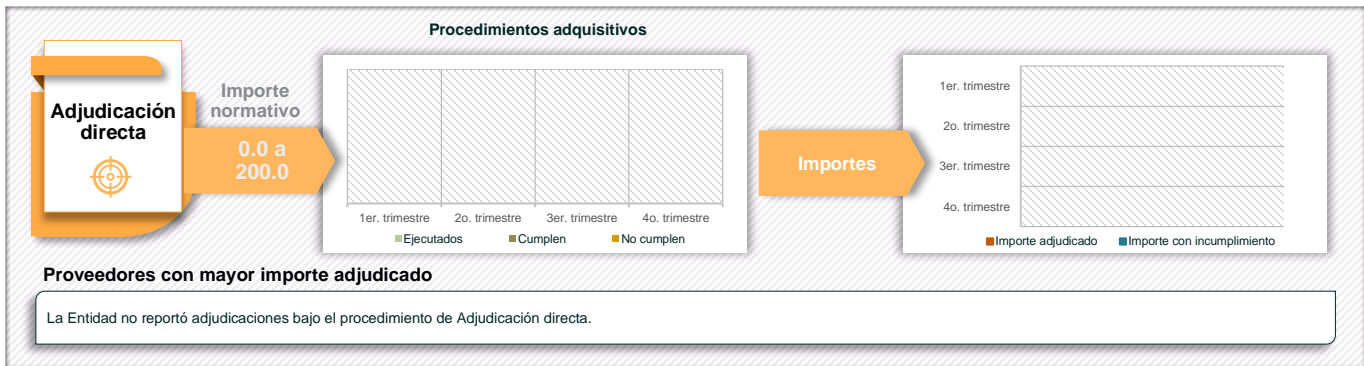 Procedimientos adquisitivos
Adjudicación
directa
Importe
normativo
0.0 a
200.0
1er. trimestre
2o. trimestre
3er. trimestre
4o. trimestre
Ejecutados
Cumplen
No cumplen
Importes
1er. trimestre
2o. trimestre
3er. trimestre
4o. trimestre
Importe adjudicado
Importe con incumplimiento
Proveedores con mayor importe adjudicado
La Entidad no reportó adjudicaciones bajo el procedimiento de Adjudicación directa.